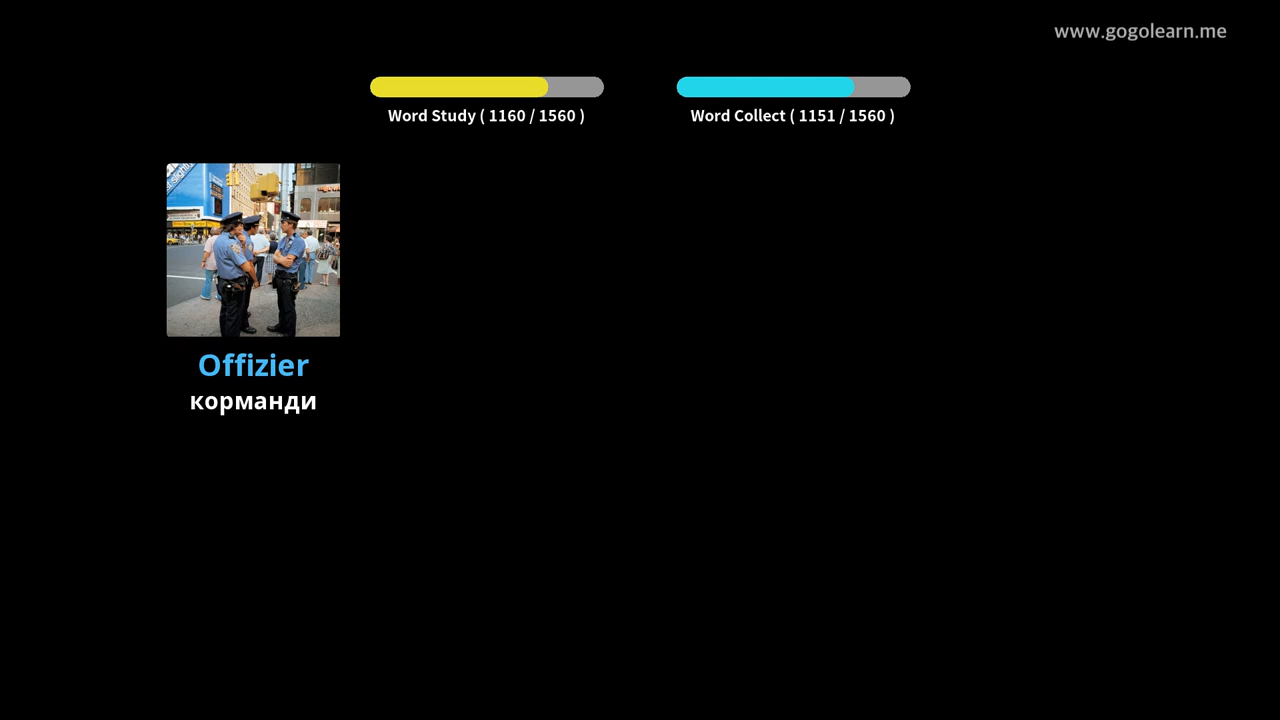 www.gogolearn.me
Word Study ( 1160 / 1560 )
Word Collect ( 1151 / 1560 )
Offizier
корманди